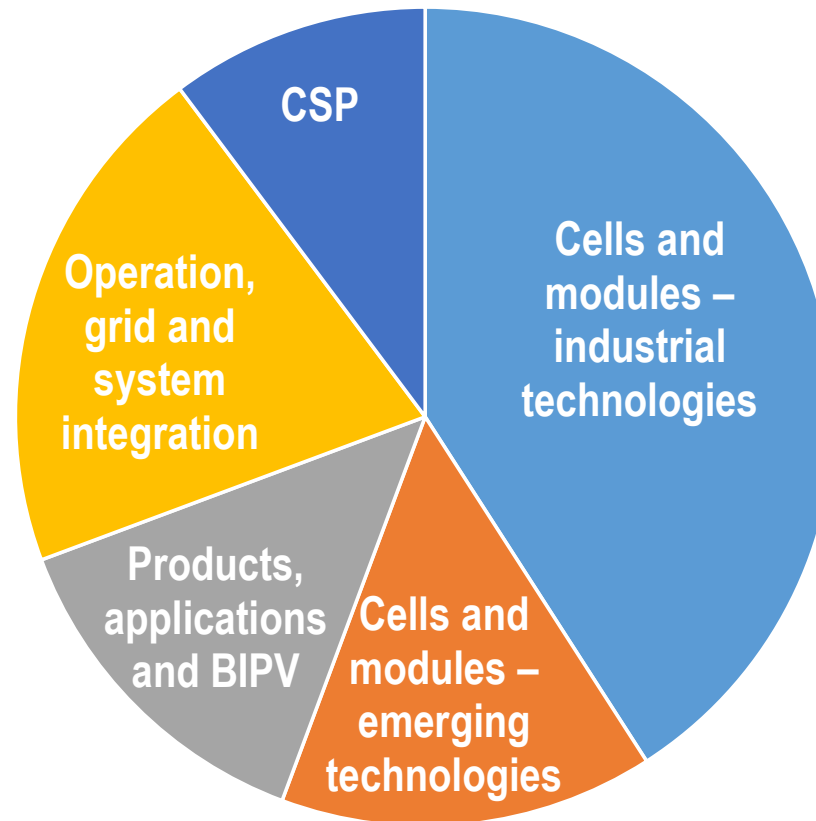 CSP
Cells and
modules –
industrial
technologies
Operation,
grid and
system
integration
Products,
applications
and BIPV
Cells and
modules –
emerging
technologies